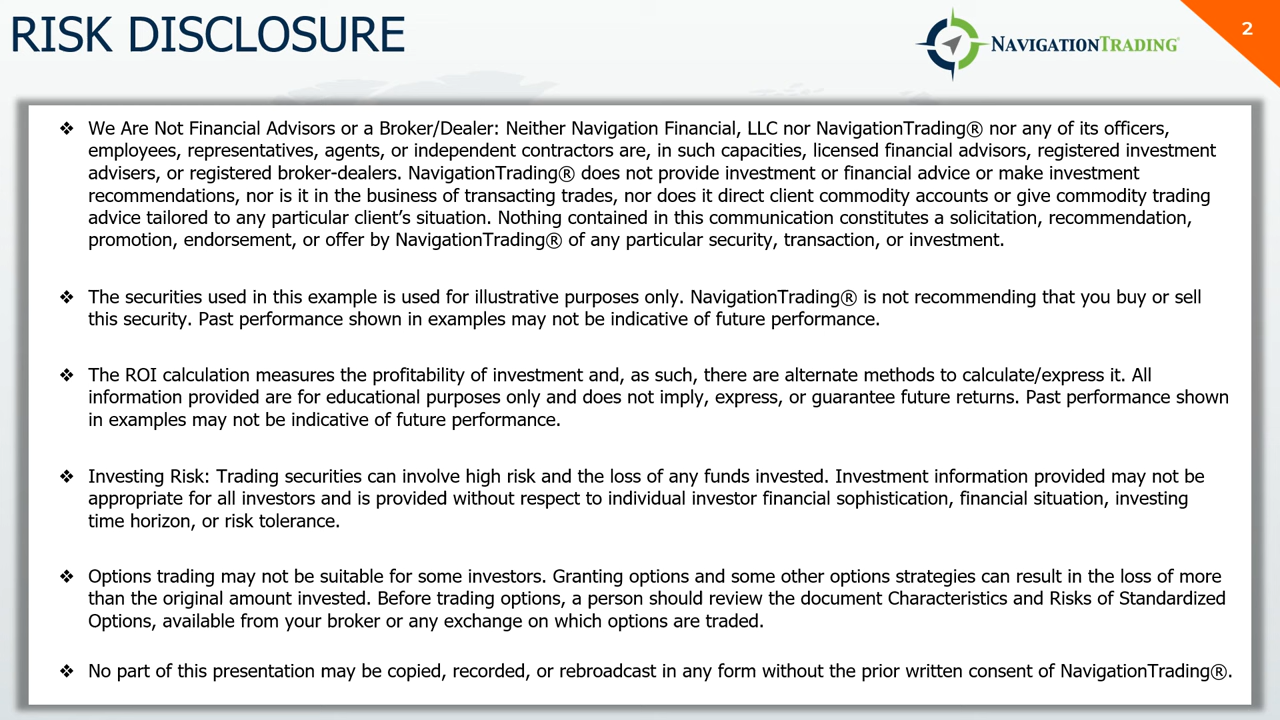 RISK DISCLOSURE
NAVIGATIONTRADING®
2
❖ We Are Not Financial Advisors or a Broker/Dealer: Neither Navigation Financial, LLC nor NavigationTrading® nor any of its officers,
employees, representatives, agents, or independent contractors are, in such capacities, licensed financial advisors, registered investment
advisers, or registered broker-dealers. NavigationTrading® does not provide investment or financial advice or make investment
recommendations, nor is it in the business of transacting trades, nor does it direct client commodity accounts or give commodity trading
advice tailored to any particular client’s situation. Nothing contained in this communication constitutes a solicitation, recommendation,
promotion, endorsement, or offer by NavigationTrading® of any particular security, transaction, or investment.
❖ The securities used in this example is used for illustrative purposes only. NavigationTrading® is not recommending that you buy or sell
this security. Past performance shown in examples may not be indicative of future performance.
❖ The ROI calculation measures the profitability of investment and, as such, there are alternate methods to calculate/express it. All
information provided are for educational purposes only and does not imply, express, or guarantee future returns. Past performance shown
in examples may not be indicative of future performance.
❖ Investing Risk: Trading securities can involve high risk and the loss of any funds invested. Investment information provided may not be
appropriate for all investors and is provided without respect to individual investor financial sophistication, financial situation, investing
time horizon, or risk tolerance.
❖ Options trading may not be suitable for some investors. Granting options and some other options strategies can result in the loss of more
than the original amount invested. Before trading options, a person should review the document Characteristics and Risks of Standardized
Options, available from your broker or any exchange on which options are traded.
❖ No part of this presentation may be copied, recorded, or rebroadcast in any form without the prior written consent of NavigationTrading®.